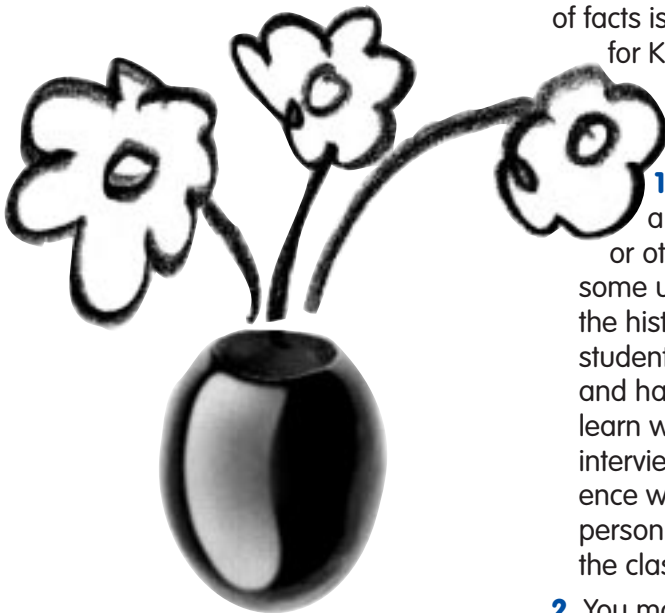 of facts is
for K
1
a
or ot
some u
the hist
student
and ha
learn w
intervie
ence w
person
the clas
2 You ma